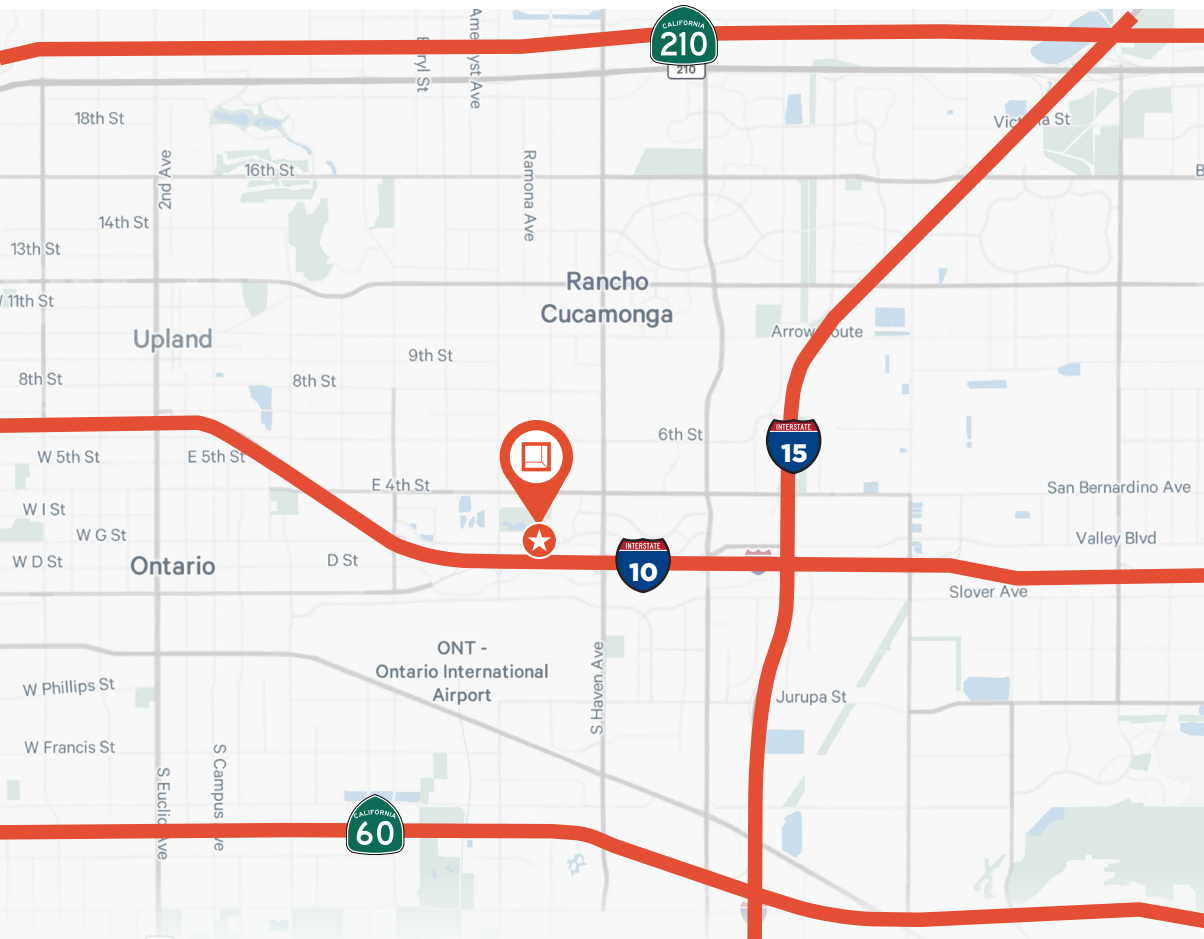 CALIFORNIA
210
210
Amethyst Ave
18th St
Victoria St
2nd Ave
16th St
Ramona Ave
B
14th St
13th St
11th St
Rancho
Cucamonga
Arrow Route
Upland
9th St
8th St
8th St
INTERSTATE
15
6th St
W 5th St
E 5th St
E 4th St
San Bernardino Ave
W I St
W G St
Valley Blvd
W D St
Ontario
D St
INTERSTATE
10
Slover Ave
ONT -
Ontario International
Airport
S Haven Ave
W Phillips St
Jurupa St
W Francis St
S Campus Ave
S Euclid Ave
CALIFORNIA
60